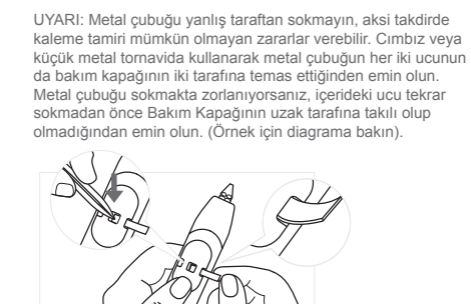 UYARI: Metal çubuğu yanlış taraftan sokmayın, aksi takdirde
kaleme tamiri mümkün olmayan zararlar verebilir. Cımbız veya
küçük metal tornavida kullanarak metal çubuğun her iki ucunun
da bakım kapağının iki tarafına temas ettiğinden emin olun.
Metal çubuğu sokmakta zorlanıyorsanız, içerideki ucu tekrar
sokmadan önce Bakım Kapağının uzak tarafına takılı olup
olmadığından emin olun. (Örnek için diagrama bakın).